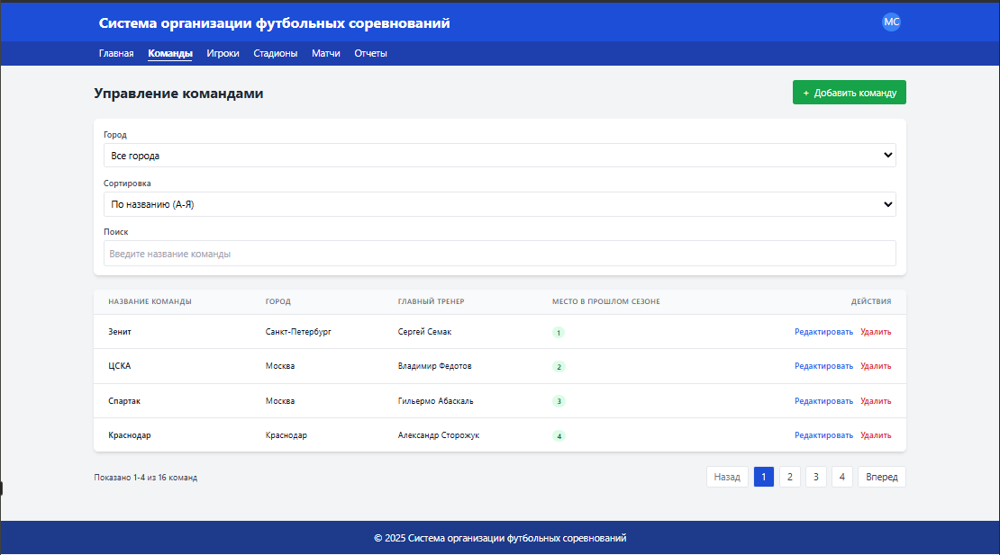 Система организации футбольных соревнований МС
Главная Команды Игроки Стадионы Матчи Отчеты
Управление командами + Добавить команду
Город
Все города
Сортировка
По названию (А-Я)
Поиск
Введите название команды
НАЗВАНИЕ КОМАНДЫ ГОРОД ГЛАВНЫЙ ТРЕНЕР МЕСТО В ПРОШЛОМ СЕЗОНЕ ДЕЙСТВИЯ
Зенит Санкт-Петербург Сергей Семак 1 Редактировать Удалить
ЦСКА Москва Владимир Федотов 2 Редактировать Удалить
Спартак Москва Гильермо Абаскаль 3 Редактировать Удалить
Краснодар Краснодар Александр Сторожук 4 Редактировать Удалить
Показано 1-4 из 16 команд Назад 1 2 3 4 Вперед
© 2025 Система организации футбольных соревнований